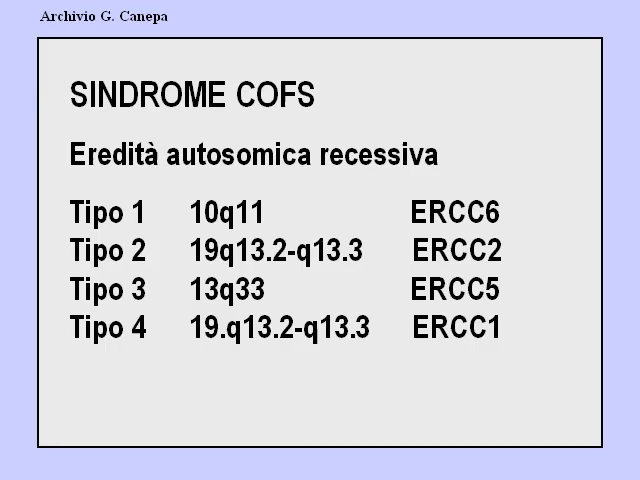 Archivio G. Canepa
SINDROME COFS
Eredità autosomica recessiva
Tipo 1 10q11 ERCC6
Tipo 2 19q13.2-q13.3 ERCC2
Tipo 3 13q33 ERCC5
Tipo 4 19.q13.2-q13.3 ERCC1